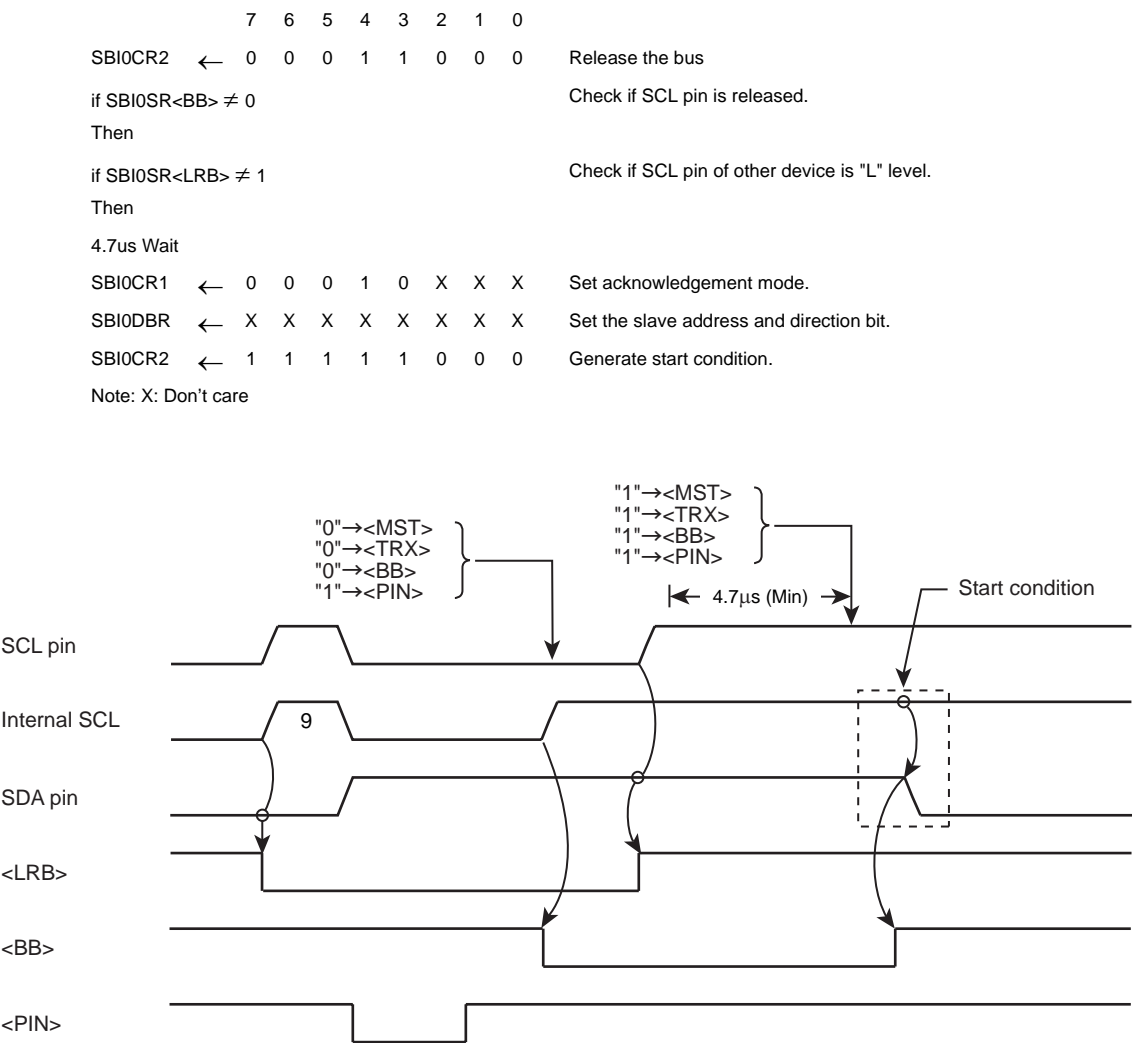 7 6 5 4 3 2 1 0
SBI0CR2 ← 0 0 0 1 1 0 0 0 Release the bus
if SBI0SR<BB> ≠ 0 Check if SCL pin is released.
Then
if SBI0SR<LRB> ≠ 1 Check if SCL pin of other device is "L" level.
Then
4.7us Wait
SBI0CR1 ← 0 0 0 1 0 X X X Set acknowledgement mode.
SBI0DBR ← X X X X X X X X Set the slave address and direction bit.
SBI0CR2 ← 1 1 1 1 1 0 0 0 Generate start condition.
Note: X: Don’t care
"0"→<MST>
"0"→<TRX>
"0"→<BB>
"1"→<PIN>
"1"→<MST>
"1"→<TRX>
"1"→<BB>
"1"→<PIN>
4.7μs (Min)
Start condition
SCL pin
Internal SCL
9
SDA pin
<LRB>
<BB>
<PIN>